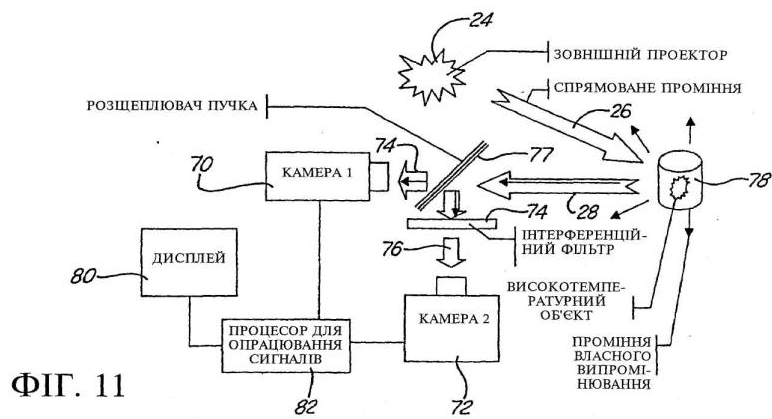 24
ЗОВНІШНІЙ ПРОЕКТОР
СПРЯМОВАНЕ ПРОМІННЯ
26
РОЗЩЕПЛЮВАЧ ПУЧКА
77
74
70
КАМЕРА 1
78
28
74
ІНТЕРФЕРЕНЦІЙ-
НИЙ ФІЛЬТР
76
80
ДИСПЛЕЙ
ВИСОКОТЕМПЕ-
РАТУРНИЙ
ОБ'ЄКТ
КАМЕРА 2
ПРОЦЕСОР ДЛЯ
ОПРАЦЮВАННЯ
СИГНАЛІВ
ПРОМІННЯ
ВЛАСНОГО
ВИПРОМІ-
НЮВАННЯ
82
72
ФІГ. 11